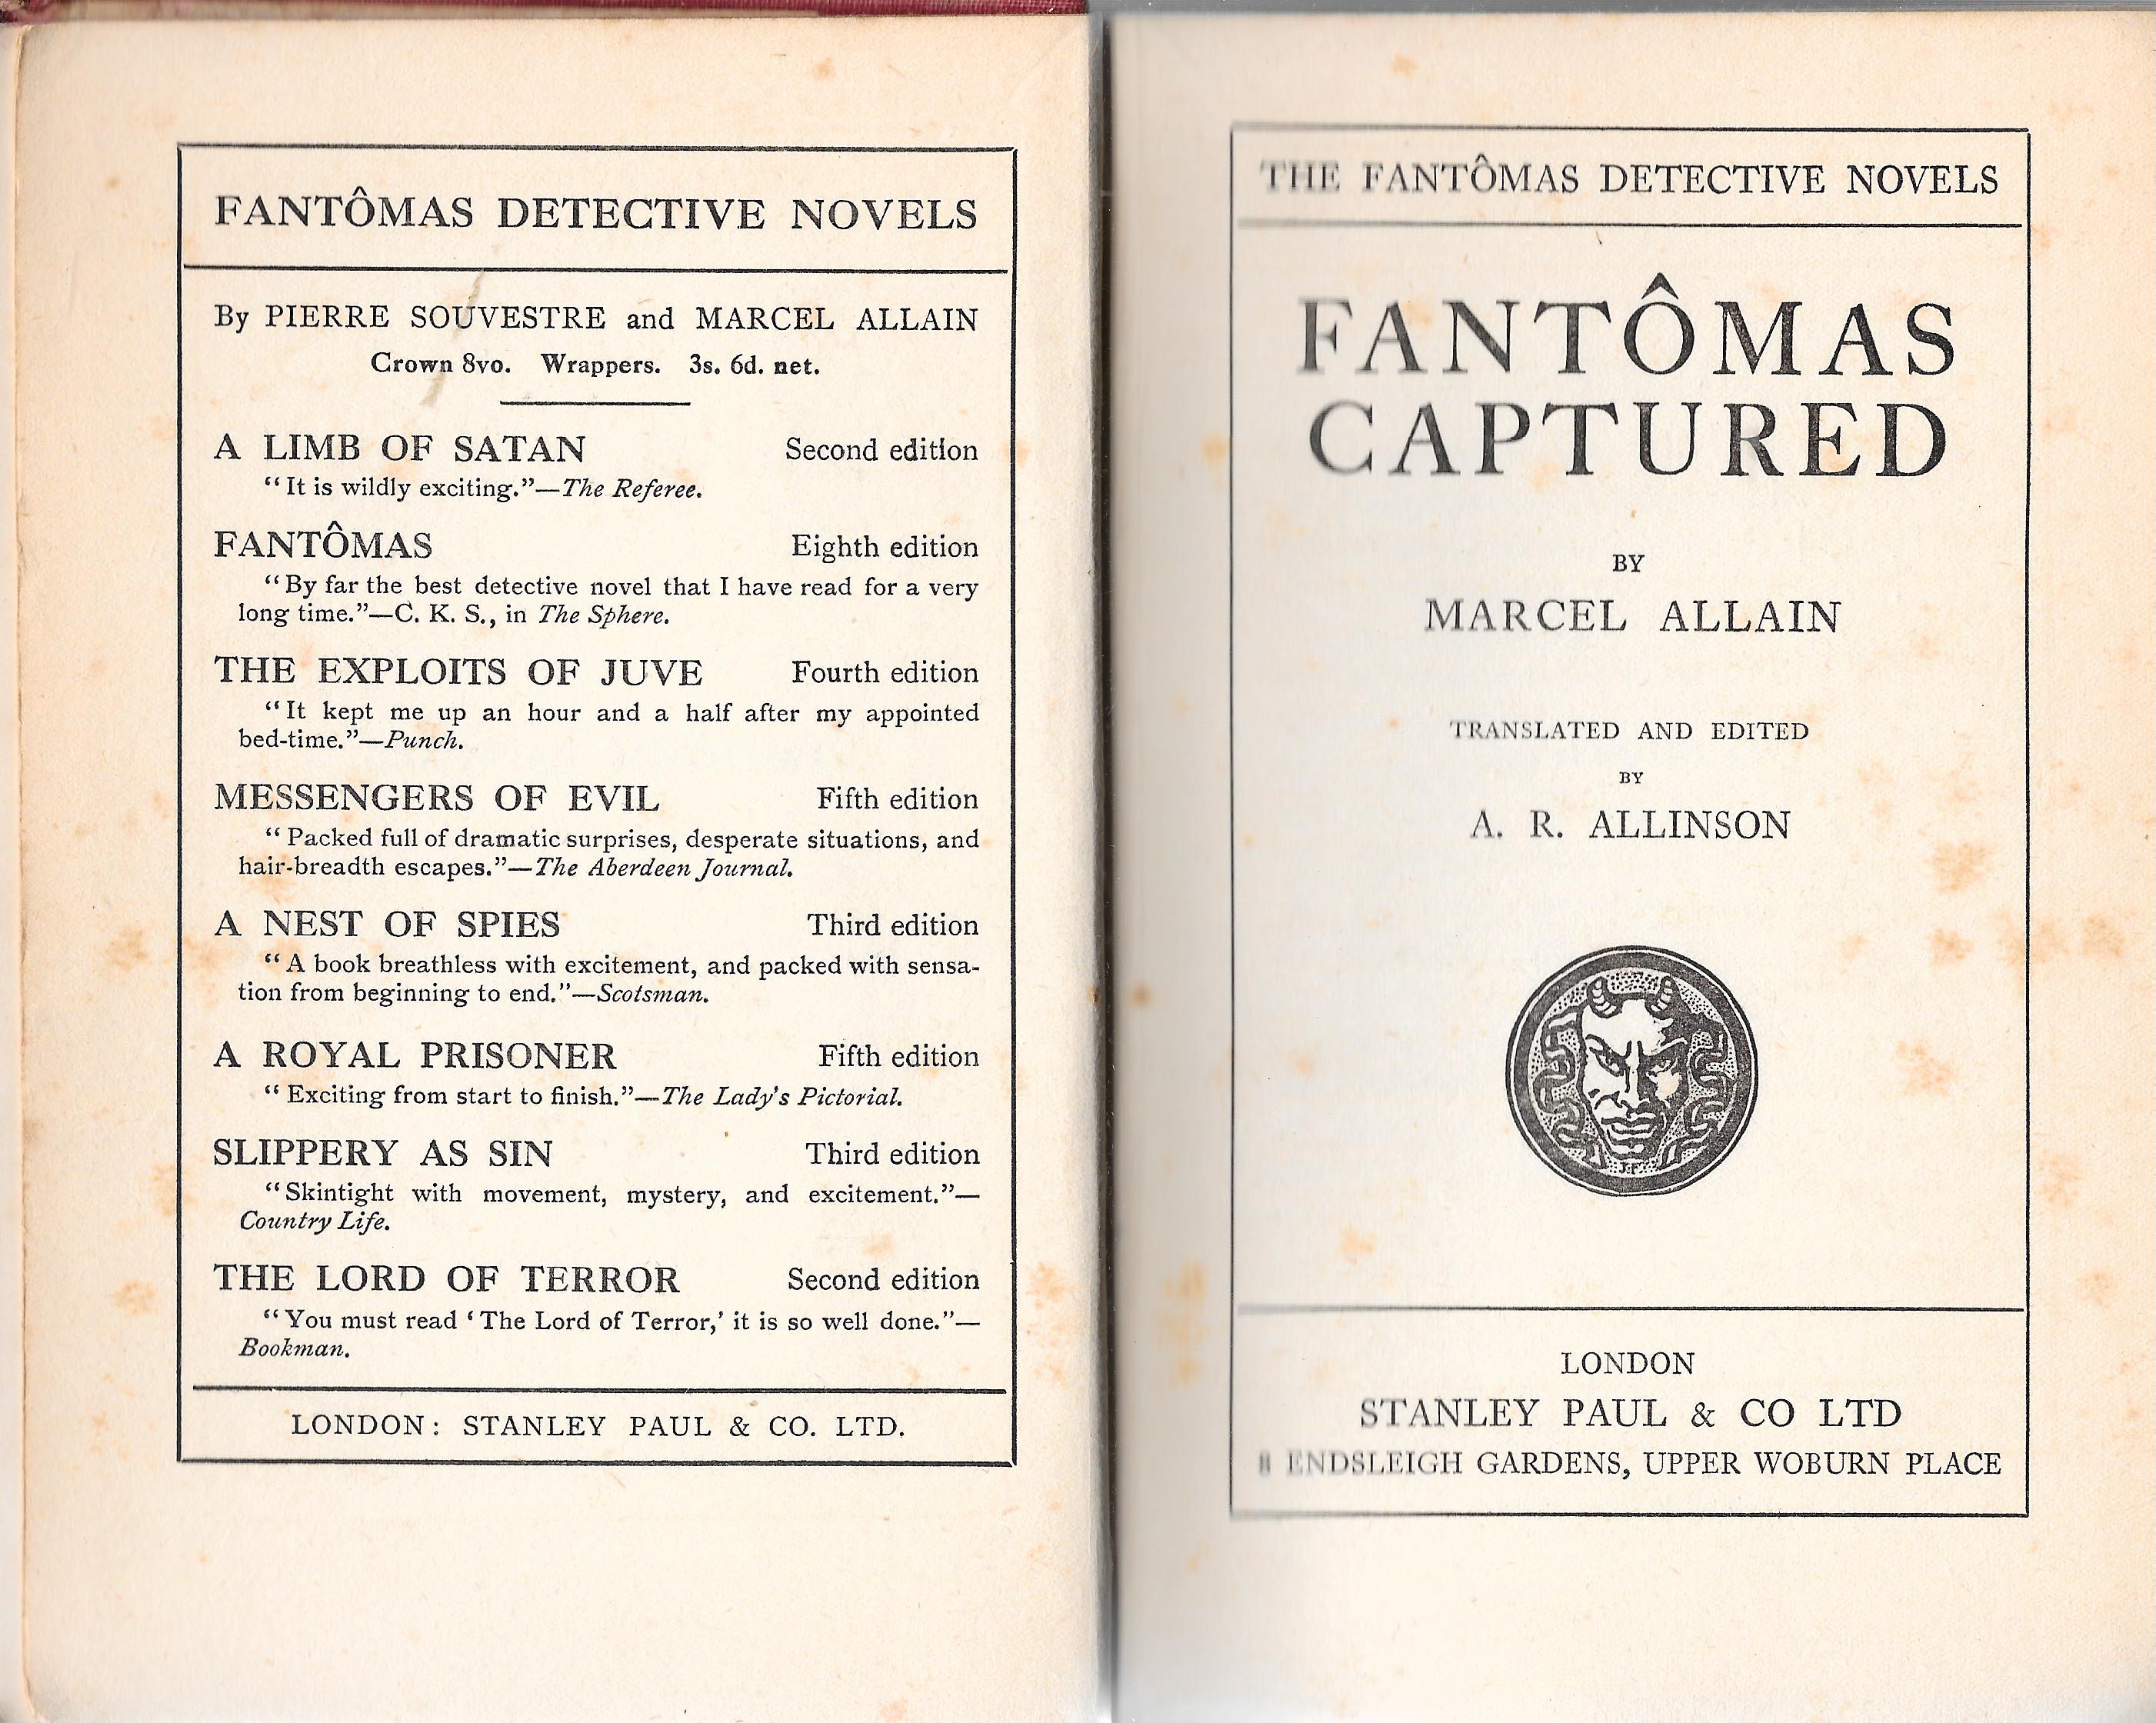 FANTÔMAS DETECTIVE NOVELS
By PIERRE SOUVESTRE and MARCEL ALLAIN
Crown 8vo. Wrappers. 3s. 6d. net.
A LIMB OF SATAN Second edition
“It is wildly exciting.”—The Referee.
FANTÔMAS Eighth edition
“By far the best detective novel that I have read for a very
long time.”—C. K. S., in The Sphere.
THE EXPLOITS OF JUVE Fourth edition
“It kept me up an hour and a half after my appointed
bed-time.”—Punch.
MESSENGERS OF EVIL Fifth edition
“Packed full of dramatic surprises, desperate situations, and
hair-breadth escapes.”—The Aberdeen Journal.
A NEST OF SPIES Third edition
“A book breathless with excitement, and packed with sensa-
tion from beginning to end.”—Scotsman.
A ROYAL PRISONER Fifth edition
“Exciting from start to finish.”—The Lady's Pictorial.
SLIPPERY AS SIN Third edition
“Skintight with movement, mystery, and excitement.”—
Country Life.
THE LORD OF TERROR Second edition
“You must read ‘The Lord of Terror,’ it is so well done.”—
Bookman.
LONDON: STANLEY PAUL & CO. LTD.
THE FANTÔMAS DETECTIVE NOVELS
FANTÔMAS
CAPTURED
BY
MARCEL ALLAIN
TRANSLATED AND EDITED
BY
A. R. ALLINSON
J.F.
LONDON
STANLEY PAUL & CO LTD
8 ENDSLEIGH GARDENS, UPPER WOBURN PLACE